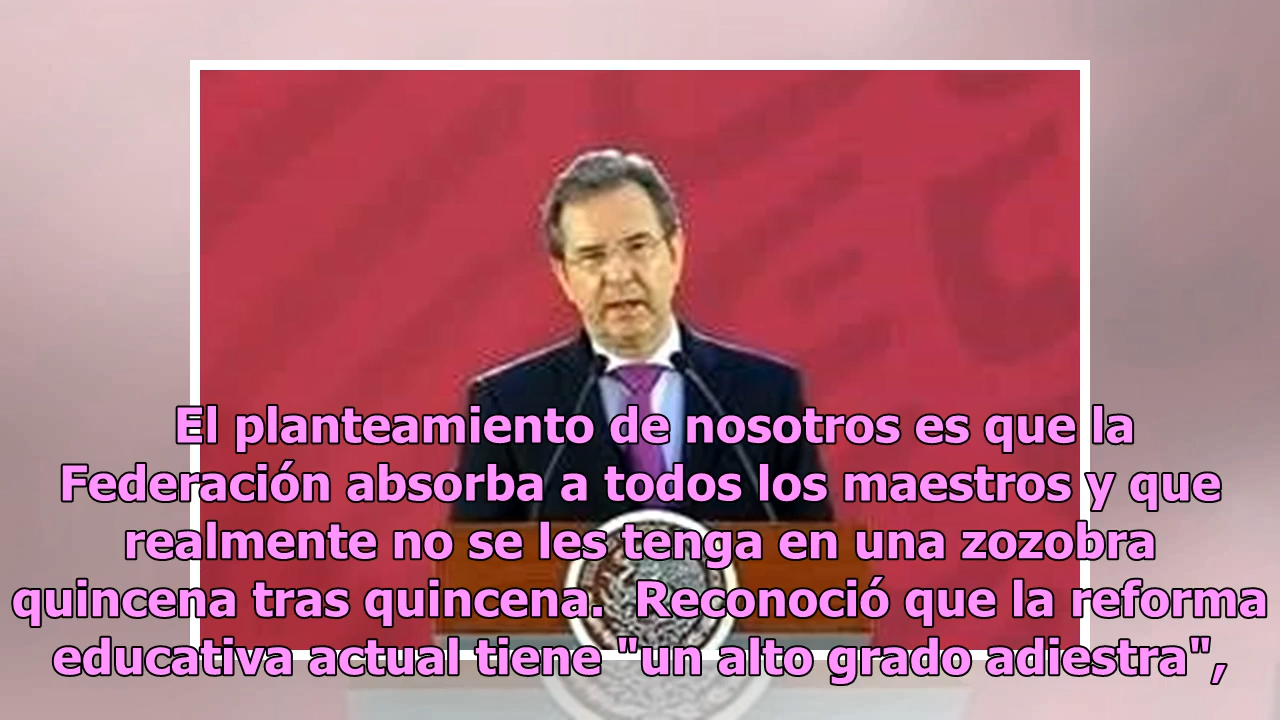 El planteamiento de nosotros es que la
Federación absorba a todos los maestros y que
realmente no se les tenga en una zozobra
quincena tras quincena.  Reconoció que la reforma
educativa actual tiene "un alto grado adiestra",